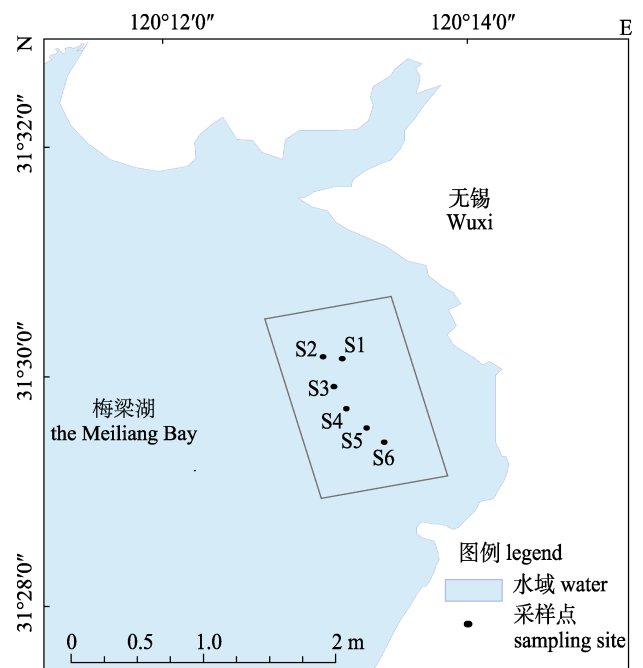 120°12′0″ 120°14′0″
N E
31°32′0″
无锡
Wuxi
S2 S1
31°30′0″
S3
梅梁湖
the Meiliang Bay
S4
S5
S6
图例 legend
水域 water
采样点
sampling site
31°28′0″
0 0.5 1.0 2 m